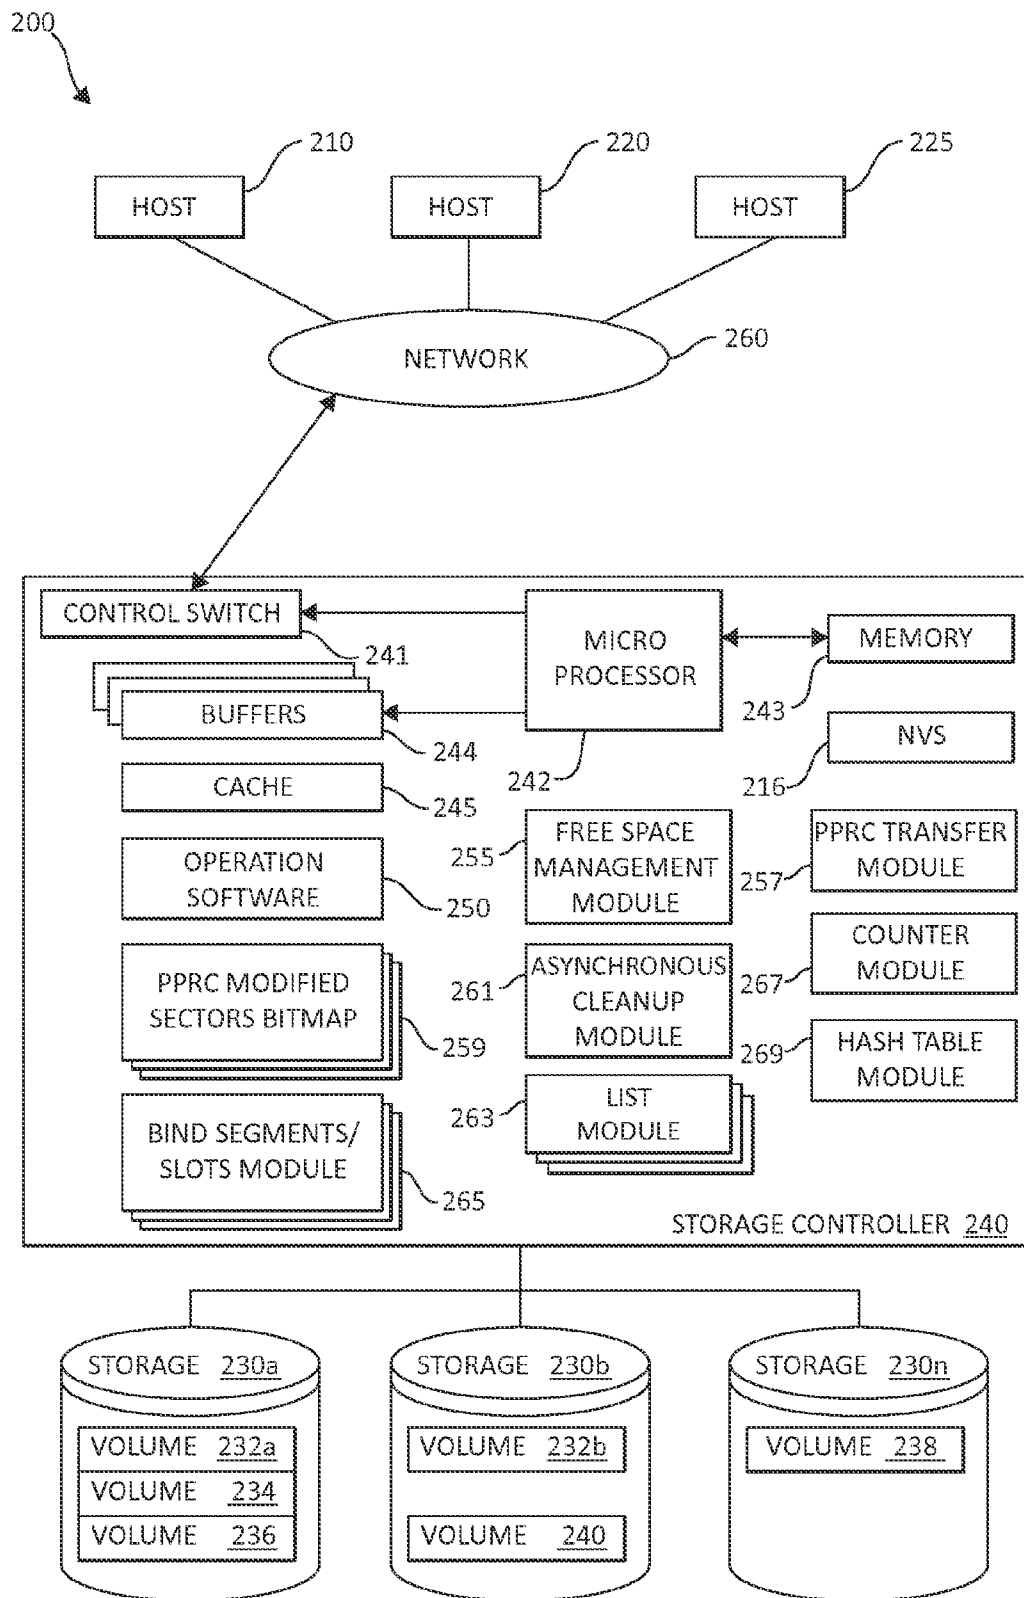 200
210
220
225
HOST
HOST
HOST
260
NETWORK
CONTROL SWITCH
241
MICRO
PROCESSOR
242
MEMORY
243
BUFFERS
244
NVS
216
CACHE
245
OPERATION
SOFTWARE
250
255
FREE SPACE
MANAGEMENT
MODULE
PPRC TRANSFER
MODULE
257
PPRC MODIFIED
SECTORS BITMAP
259
261
ASYNCHRONOUS
CLEANUP
MODULE
COUNTER
MODULE
267
269
HASH TABLE
MODULE
BIND SEGMENTS/
SLOTS MODULE
265
263
LIST
MODULE
STORAGE CONTROLLER 240
STORAGE 230a
VOLUME 232a
VOLUME 234
VOLUME 236
STORAGE 230b
VOLUME 232b
VOLUME 240
STORAGE 230n
VOLUME 238